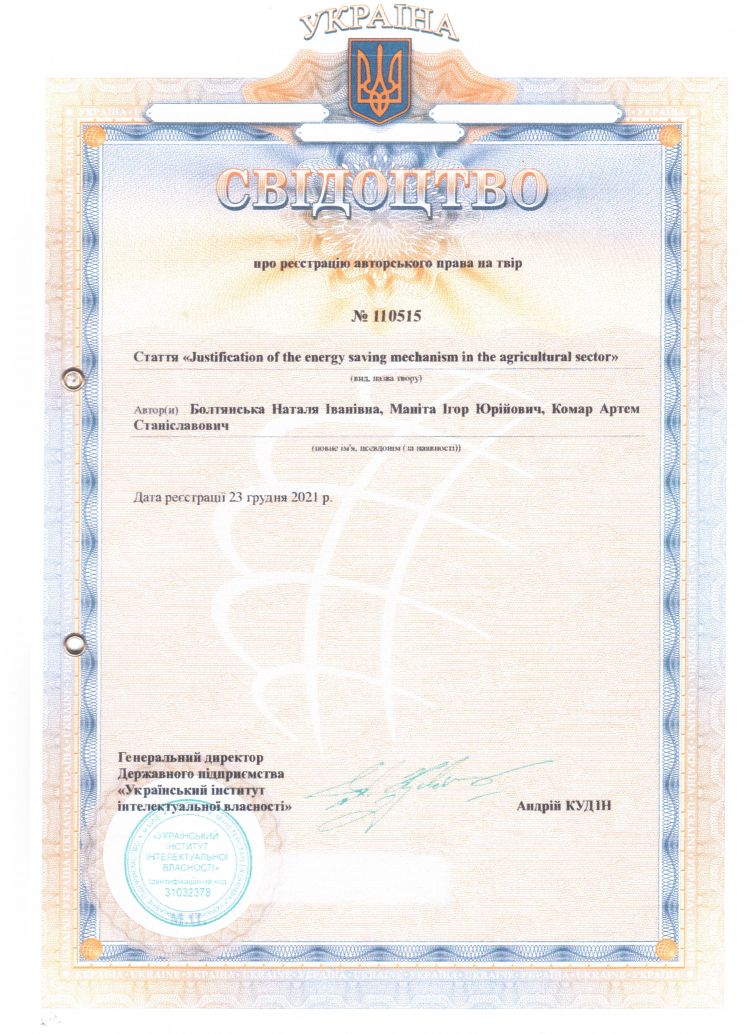 УКРАЇНА
СВІДОЦТВО
про реєстрацію авторського права на твір
№ 110515
Стаття «Justification of the energy saving mechanism in the agricultural sector»
(вид, назва твору)
Автор(и) Болтянська Наталя Іванівна, Маніта Ігор Юрійович, Комар Артем
Станіславович
(повне ім'я, псевдонім (за наявності))
Дата реєстрації 23 грудня 2021 р.
Генеральний директор
Державного підприємства
«Український інститут
інтелектуальної власності»
Андрій КУДІН
«УКРАЇНСЬКИЙ
ІНСТИТУТ
ІНТЕЛЕКТУАЛЬНОЇ
ВЛАСНОСТІ»
Ідентифікаційний код
31032378